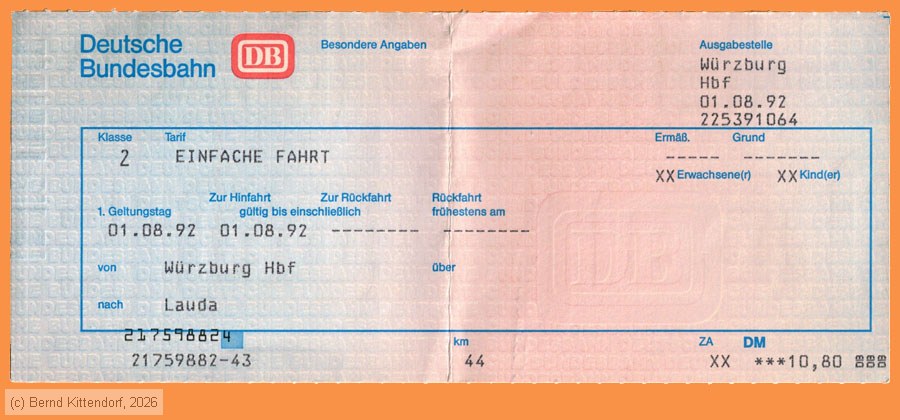 Deutsche
Bundesbahn
DB
Besondere Angaben
Ausgabestelle
Würzburg
Hbf
01.08.92
225391064
Klasse Tarif Ermäß. Grund
2 EINFACHE FAHRT ----- -------
XX Erwachsene(r) XX Kind(er)
Zur Hinfahrt Zur Rückfahrt Rückfahrt
1. Geltungstag gültig bis einschließlich frühestens am
01.08.92 01.08.92 -------- --------
von Würzburg Hbf über
nach Lauda
DB
217598824
km ZA DM
21759882-43 44 XX ***10,80
(c) Bernd Kittendorf, 2026